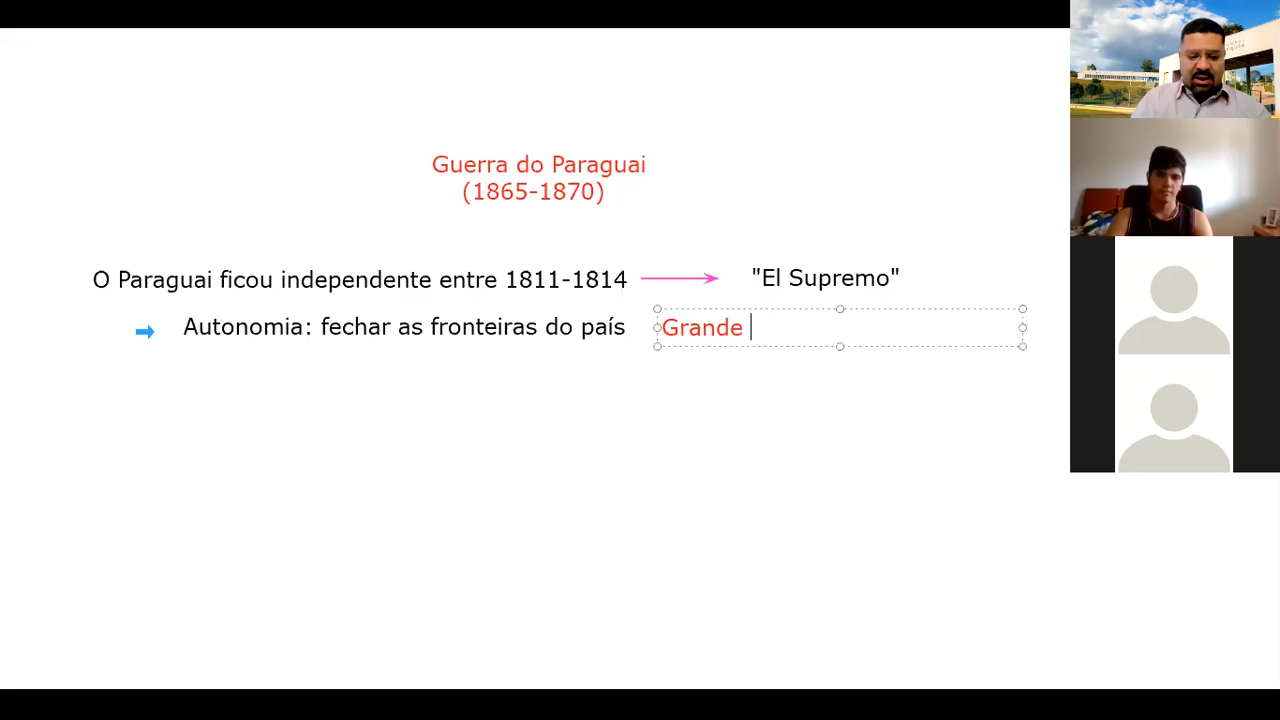 Guerra do Paraguai
(1865-1870)
O Paraguai ficou independente entre 1811-1814
"El Supremo"
Autonomia: fechar as fronteiras do país
Grande